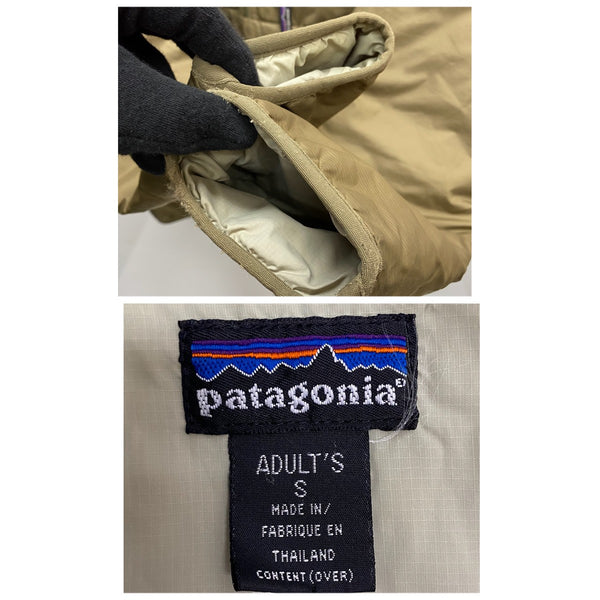 patagonia®
ADULT'S
S
MADE IN/
FABRIQUE EN
THAILAND
CONTENT (OVER)